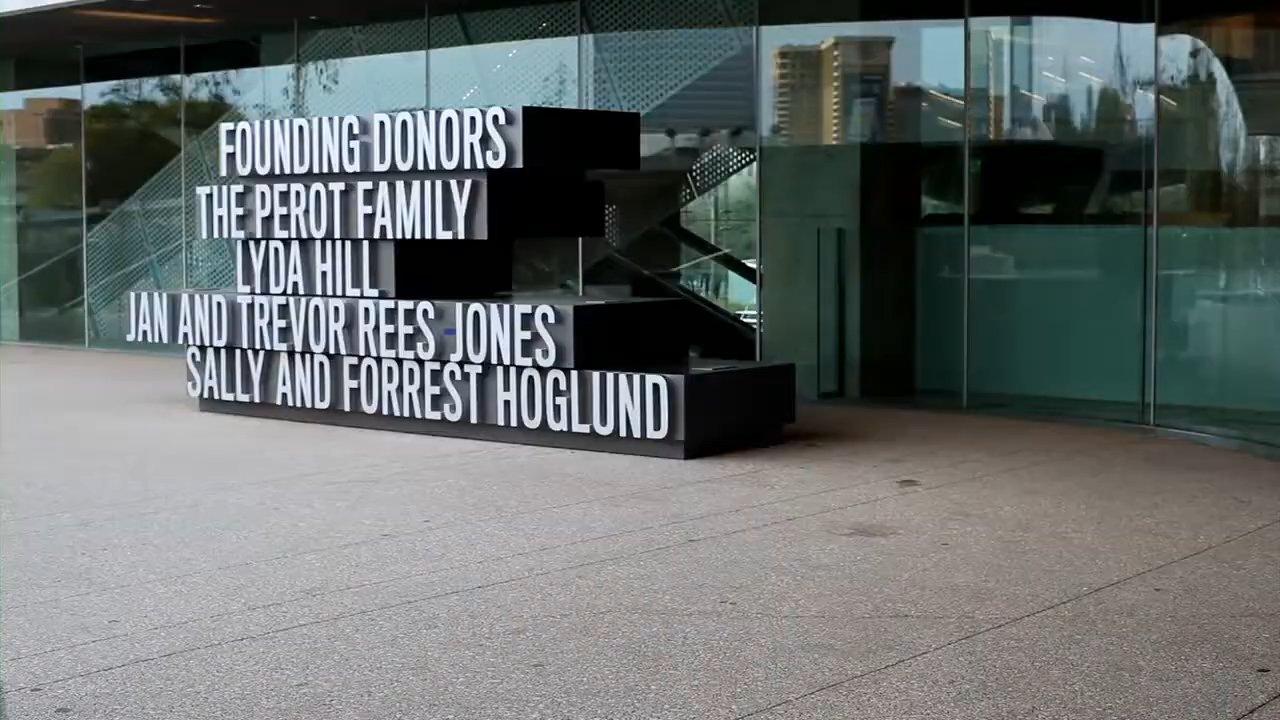 FOUNDING DONORS
THE PEROT FAMILY
LYDA HILL
JAN AND TREVOR REES-JONES
SALLY AND FORREST HOGLUND